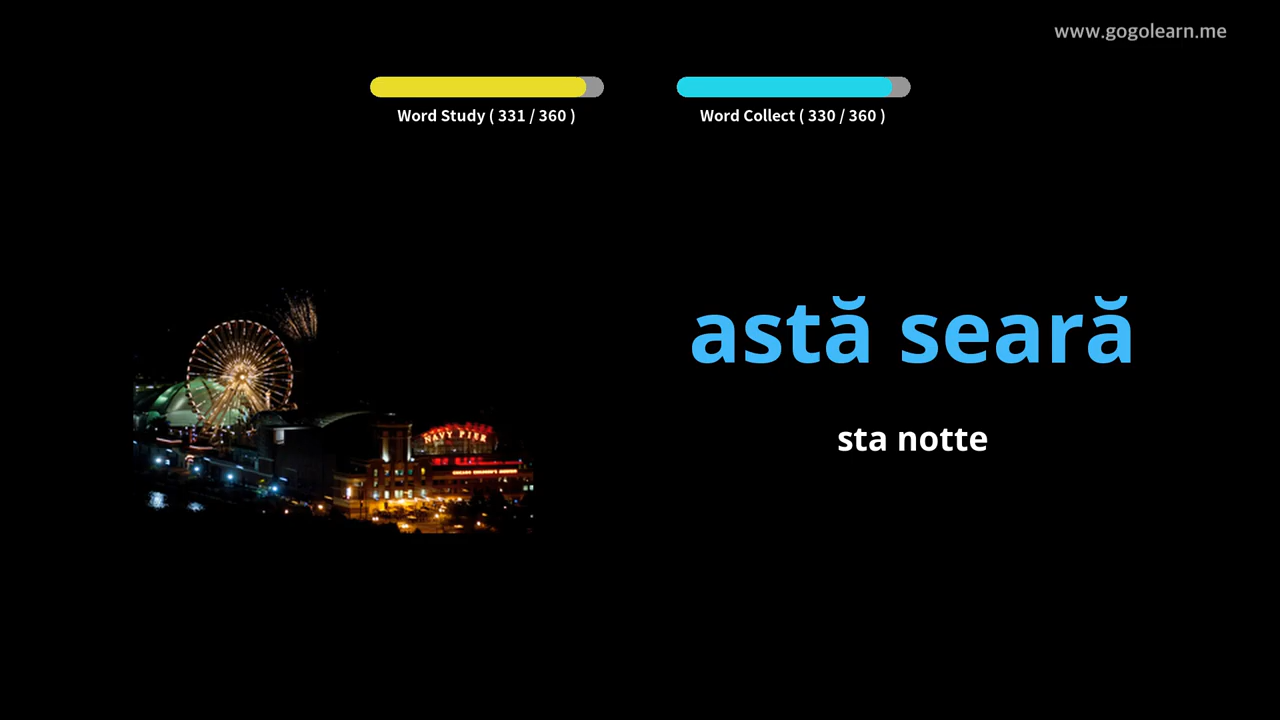 www.gogolearn.me
Word Study ( 331 / 360 )
Word Collect ( 330 / 360 )
astă seară
sta notte
NAVY PIER